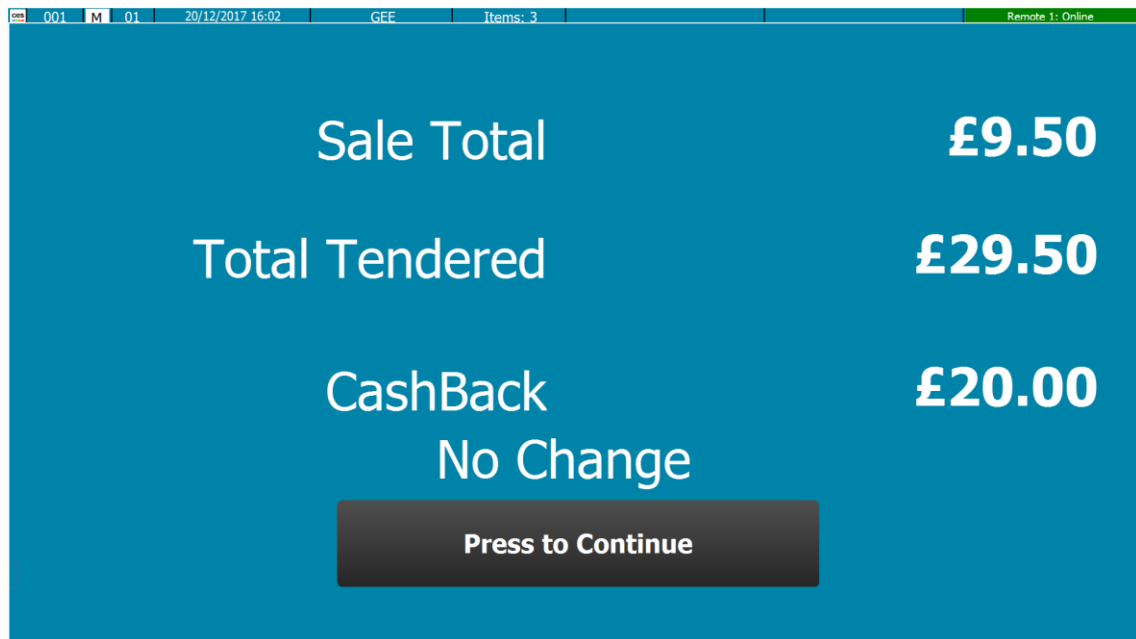 CES 001 M 01 20/12/2017 16:02 GEE Items: 3 Remote 1: Online
Sale Total £9.50
Total Tendered £29.50
CashBack £20.00
No Change
Press to Continue